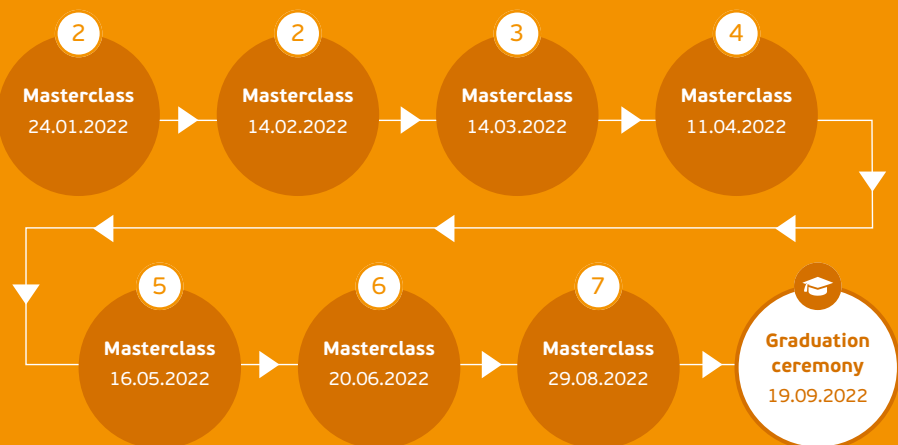 2
Masterclass
24.01.2022
2
Masterclass
14.02.2022
3
Masterclass
14.03.2022
4
Masterclass
11.04.2022
5
Masterclass
16.05.2022
6
Masterclass
20.06.2022
7
Masterclass
29.08.2022
Graduation
ceremony
19.09.2022